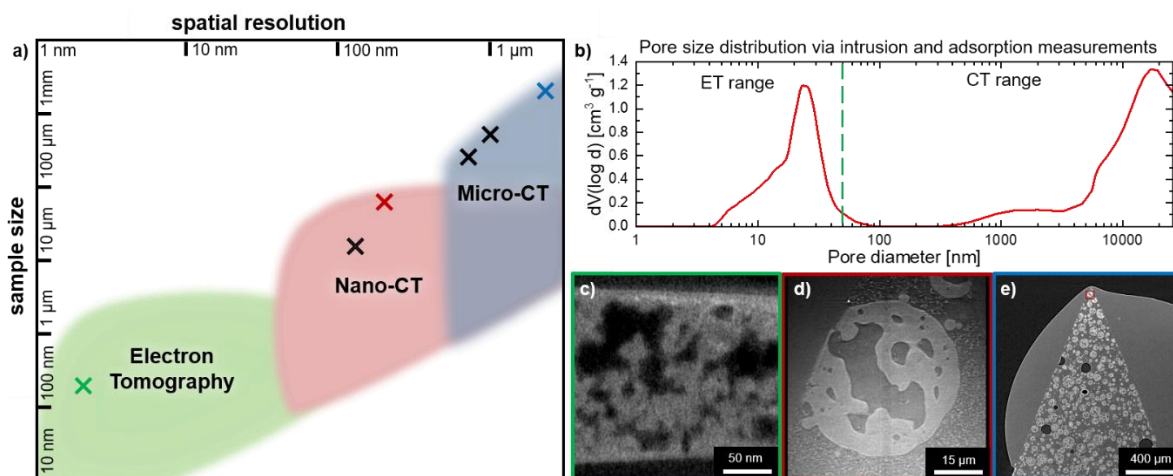 spatial resolution
a)
1 nm 10 nm 100 nm 1 µm
sample size
1mm
100 µm
10 µm
1 µm
100 nm
10 nm
Micro-CT
Nano-CT
Electron
Tomography
b)
Pore size distribution via intrusion and adsorption measurements
dV(log d) [cm³ g⁻¹]
1.4
1.2
1.0
0.8
0.6
0.4
0.2
0.0
ET range CT range
1 10 100 1000 10000
Pore diameter [nm]
c)
50 nm
d)
15 µm
e)
400 µm